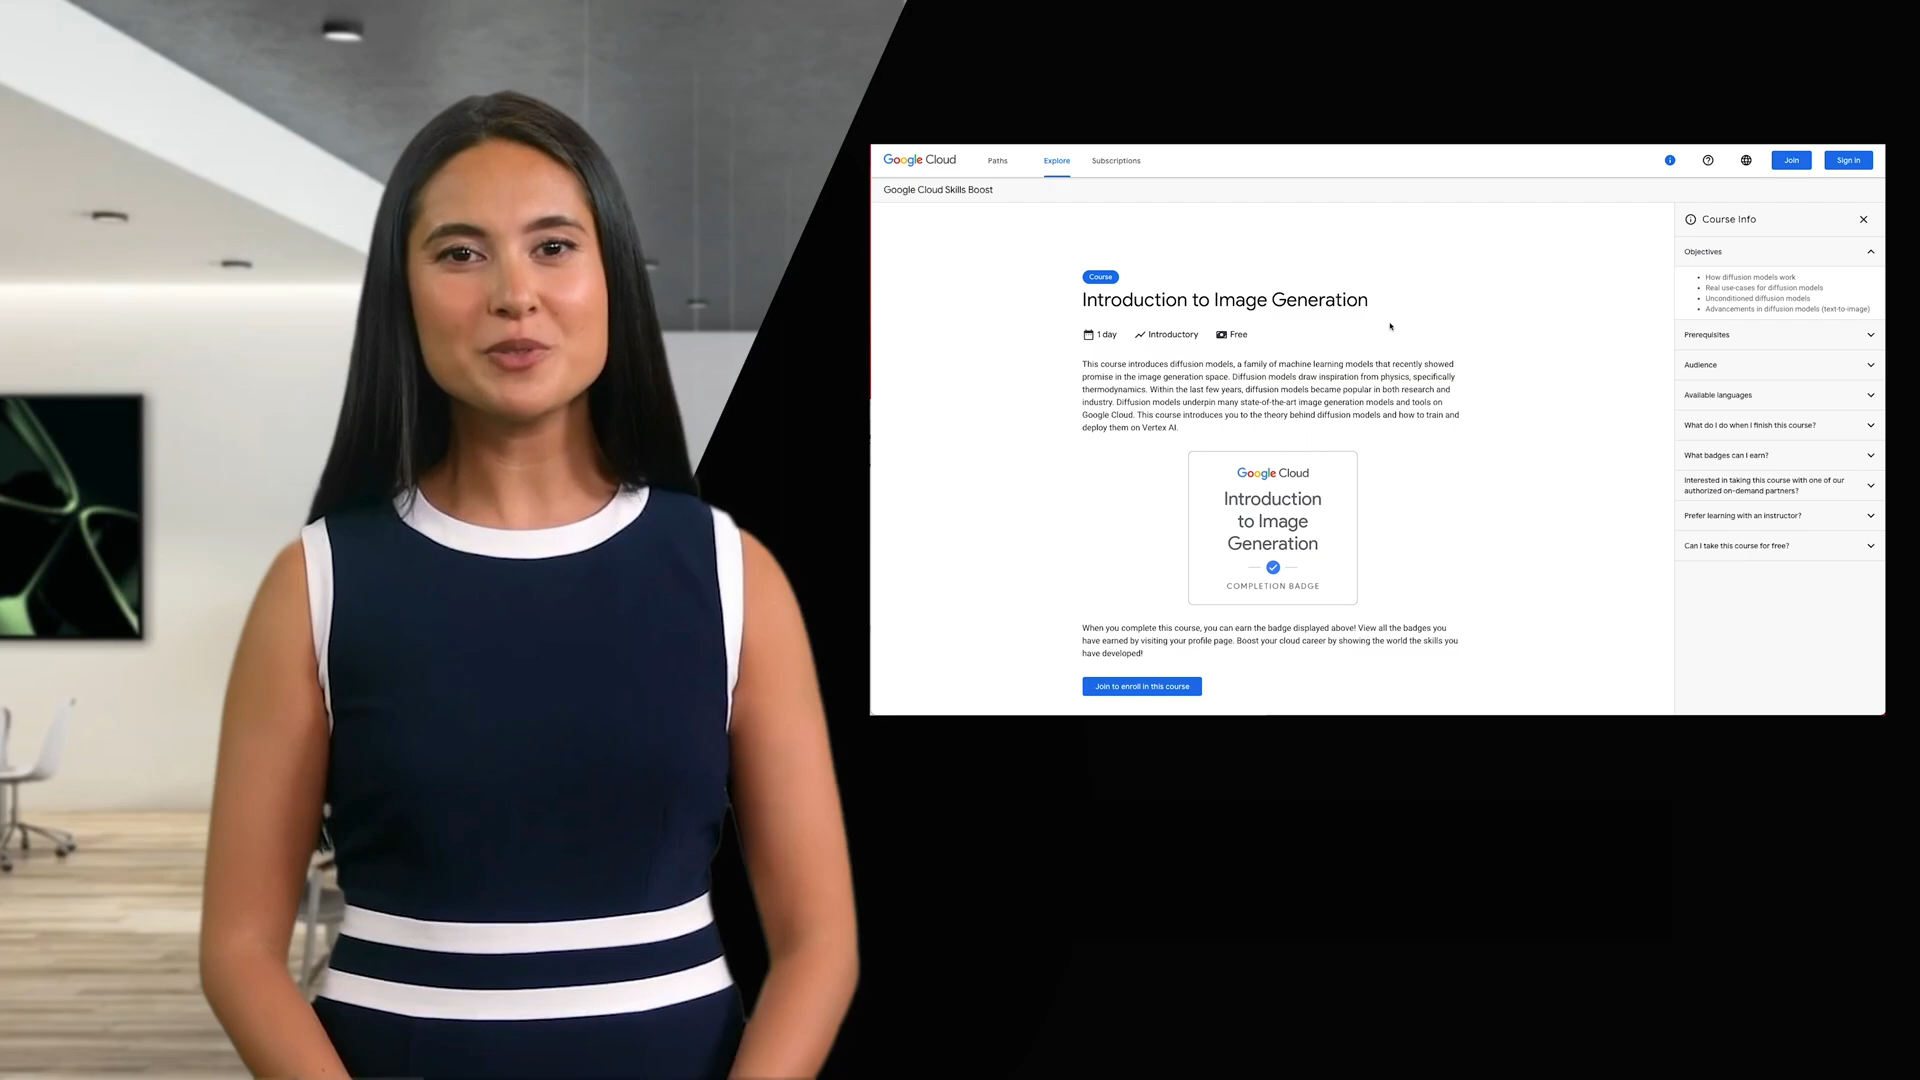 Google Cloud
Paths
Explore
Subscriptions
Join
Sign in
Google Cloud Skills Boost
Course
Introduction to Image Generation
1 day
Introductory
Free
This course introduces diffusion models, a family of machine learning models that recently showed
promise in the image generation space. Diffusion models draw inspiration from physics, specifically
thermodynamics. Within the last few years, diffusion models became popular in both research and
industry. Diffusion models underpin many state-of-the-art image generation models and tools on
Google Cloud. This course introduces you to the theory behind diffusion models and how to train and
deploy them on Vertex AI.
Google Cloud
Introduction
to Image
Generation
COMPLETION BADGE
When you complete this course, you can earn the badge displayed above! View all the badges you
have earned by visiting your profile page. Boost your cloud career by showing the world the skills you
have developed!
Join to enroll in this course
Course Info
Objectives
• How diffusion models work
• Real use-cases for diffusion models
• Unconditioned diffusion models
• Advancements in diffusion models (text-to-image)
Prerequisites
Audience
Available languages
What do I do when I finish this course?
What badges can I earn?
Interested in taking this course with one of our
authorized on-demand partners?
Prefer learning with an instructor?
Can I take this course for free?